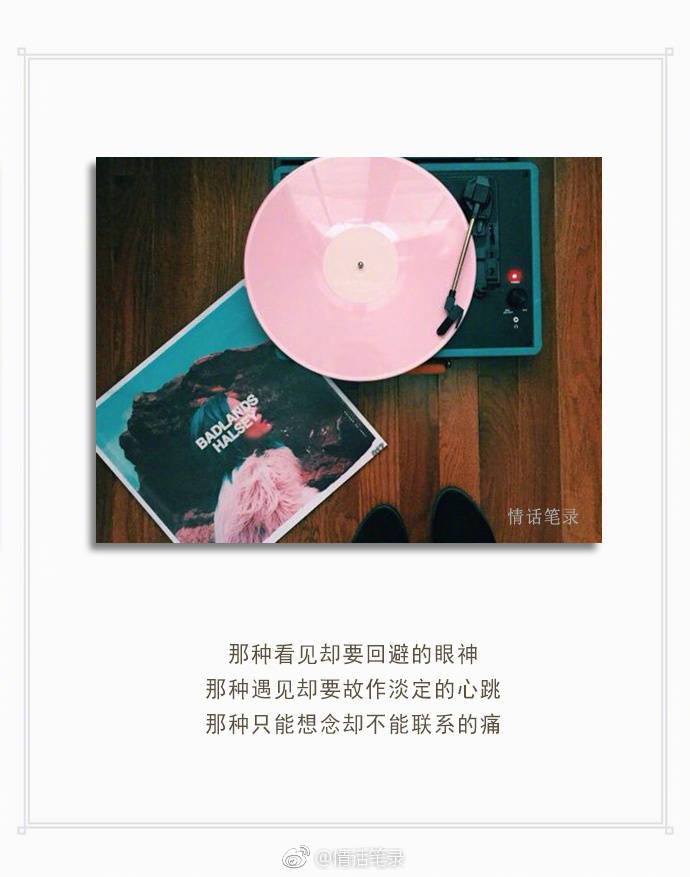 BADLANDS
HALSEY
情话笔录
那种看见却要回避的眼神
那种遇见却要故作淡定的心跳
那种只能想念却不能联系的痛
@情话笔录